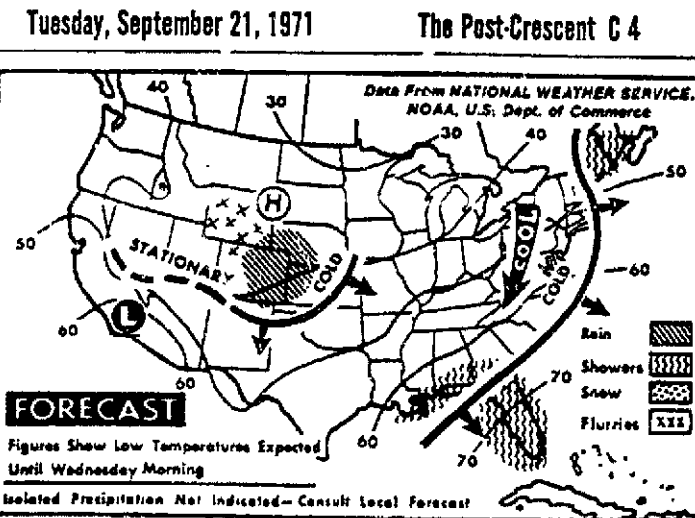 Tuesday, September 21, 1971
The Post-Crescent C 4
Data From NATIONAL WEATHER SERVICE,
NOAA, U.S. Dept. of Commerce
40
30
30
40
50
H
COOL
50
STATIONARY
COLD
COLD
60
L
60
60
Rain
Showers
Snow
Flurries
XXX
70
60
70
FORECAST
Figures Show Low Temperatures Expected
Until Wednesday Morning
Isolated Precipitation Not Indicated— Consult Local Forecast